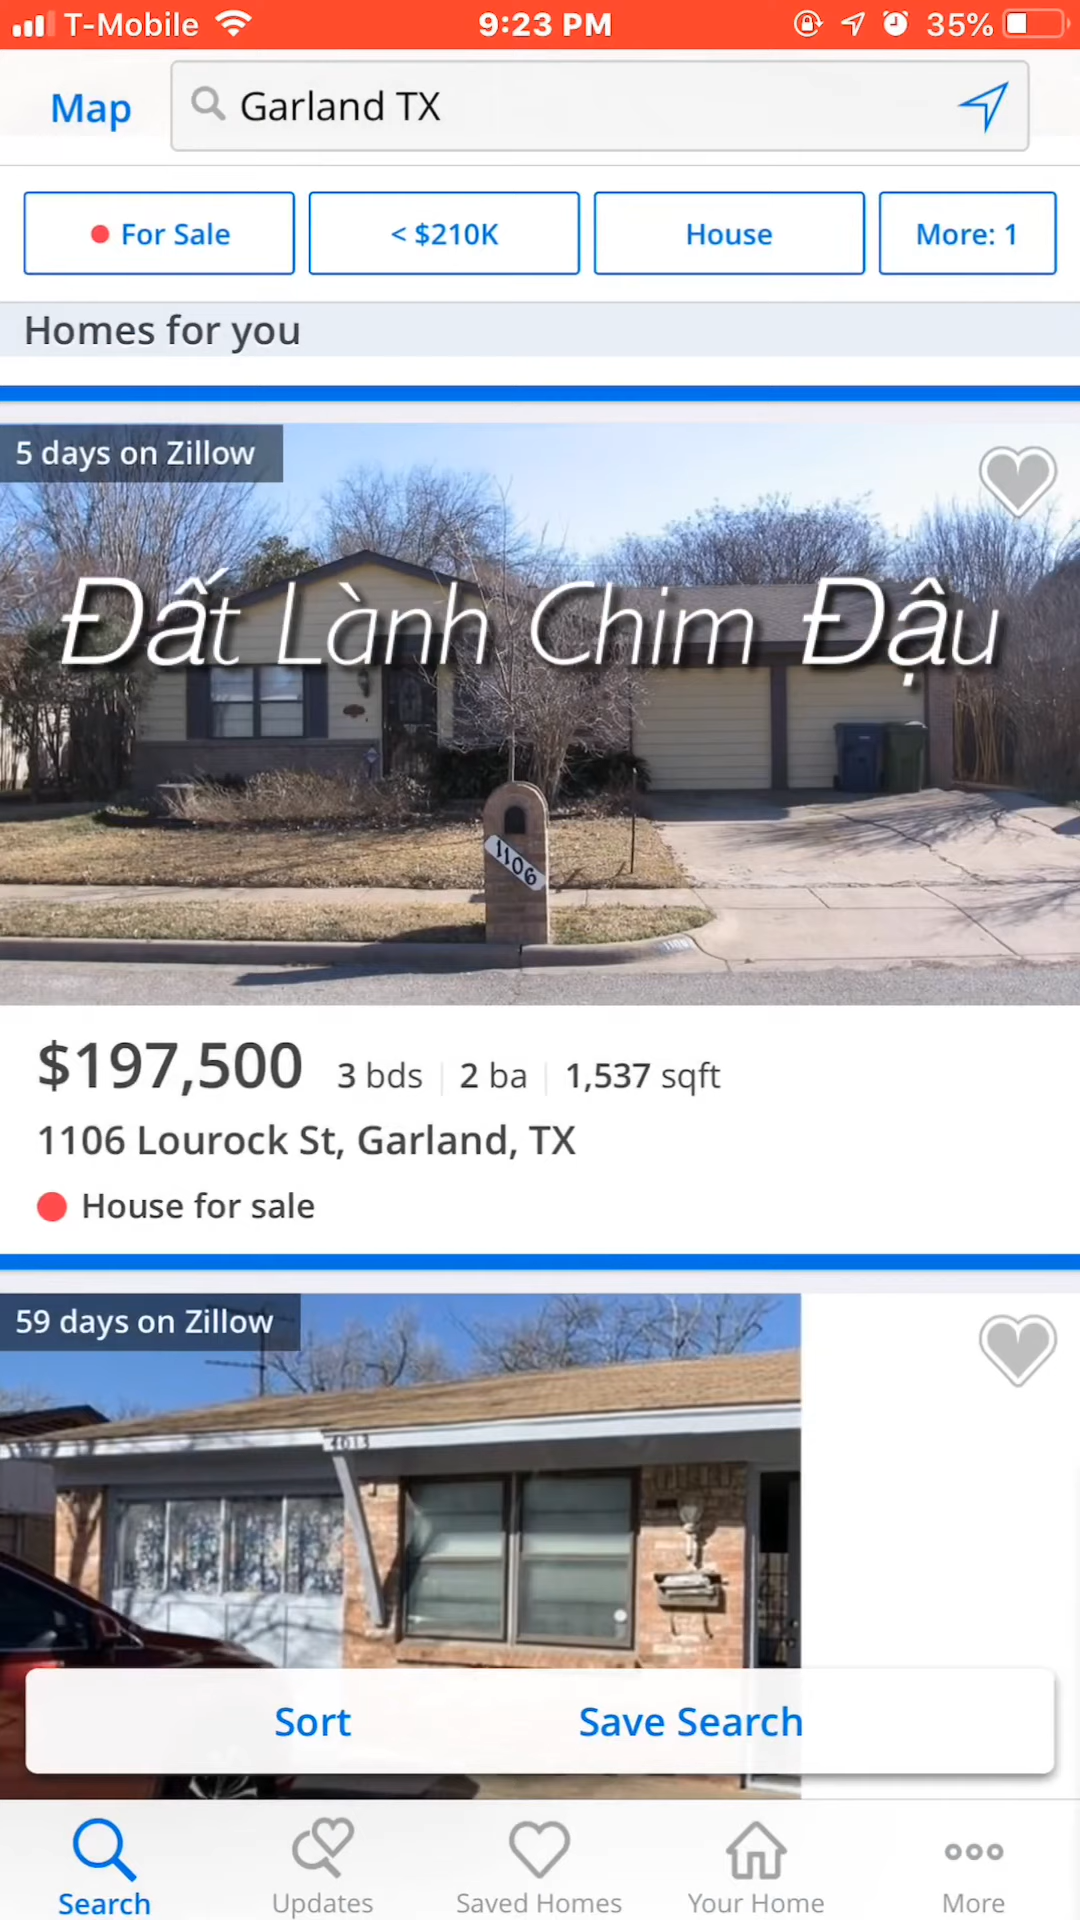 T-Mobile 9:23 PM 35%
Map Garland TX
For Sale < $210K House More: 1
Homes for you
5 days on Zillow
Đất Lành Chim Đậu
1106
$197,500 3 bds 2 ba 1,537 sqft
1106 Lourock St, Garland, TX
House for sale
59 days on Zillow
4013
Sort Save Search
Search Updates Saved Homes Your Home More